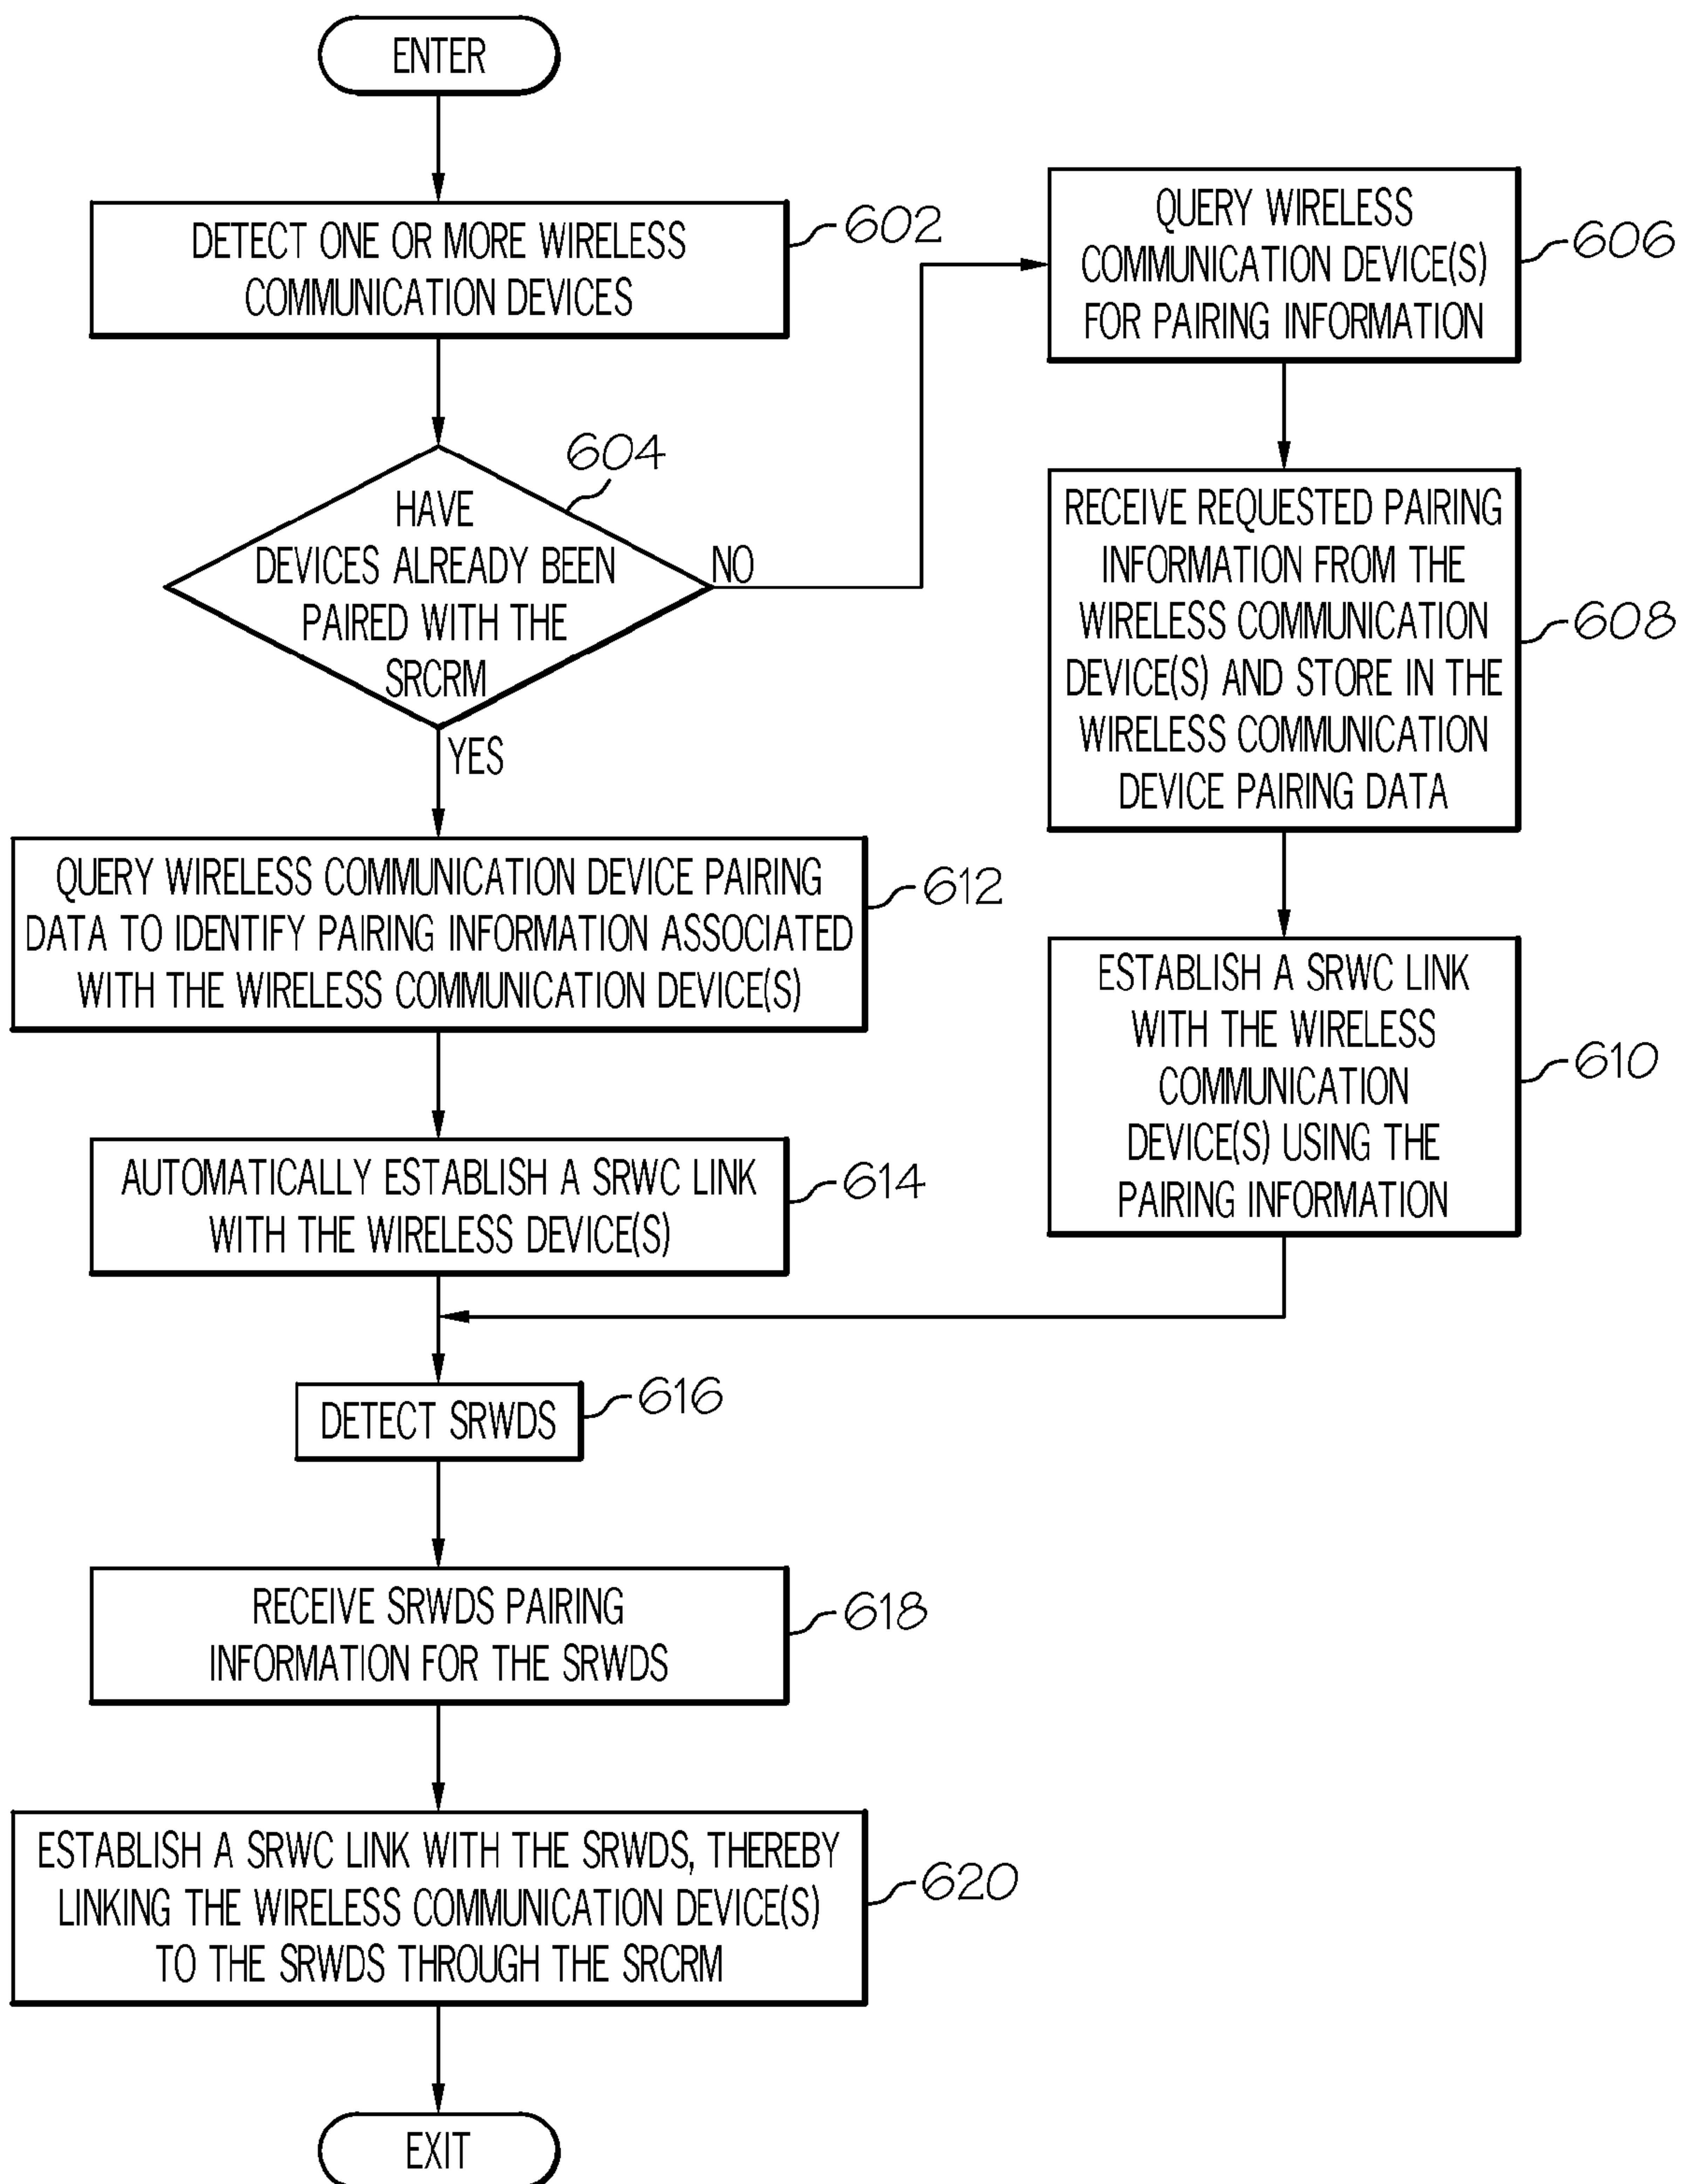 ENTER
DETECT ONE OR MORE WIRELESS
COMMUNICATION DEVICES
602
604
HAVE
DEVICES ALREADY BEEN
PAIRED WITH THE
SRCRM
NO
YES
QUERY WIRELESS
COMMUNICATION DEVICE(S)
FOR PAIRING INFORMATION
606
RECEIVE REQUESTED PAIRING
INFORMATION FROM THE
WIRELESS COMMUNICATION
DEVICE(S) AND STORE IN THE
WIRELESS COMMUNICATION
DEVICE PAIRING DATA
608
ESTABLISH A SRWC LINK
WITH THE WIRELESS
COMMUNICATION
DEVICE(S) USING THE
PAIRING INFORMATION
610
QUERY WIRELESS COMMUNICATION DEVICE PAIRING
DATA TO IDENTIFY PAIRING INFORMATION ASSOCIATED
WITH THE WIRELESS COMMUNICATION DEVICE(S)
612
AUTOMATICALLY ESTABLISH A SRWC LINK
WITH THE WIRELESS DEVICE(S)
614
DETECT SRWDS
616
RECEIVE SRWDS PAIRING
INFORMATION FOR THE SRWDS
618
ESTABLISH A SRWC LINK WITH THE SRWDS, THEREBY
LINKING THE WIRELESS COMMUNICATION DEVICE(S)
TO THE SRWDS THROUGH THE SRCRM
620
EXIT